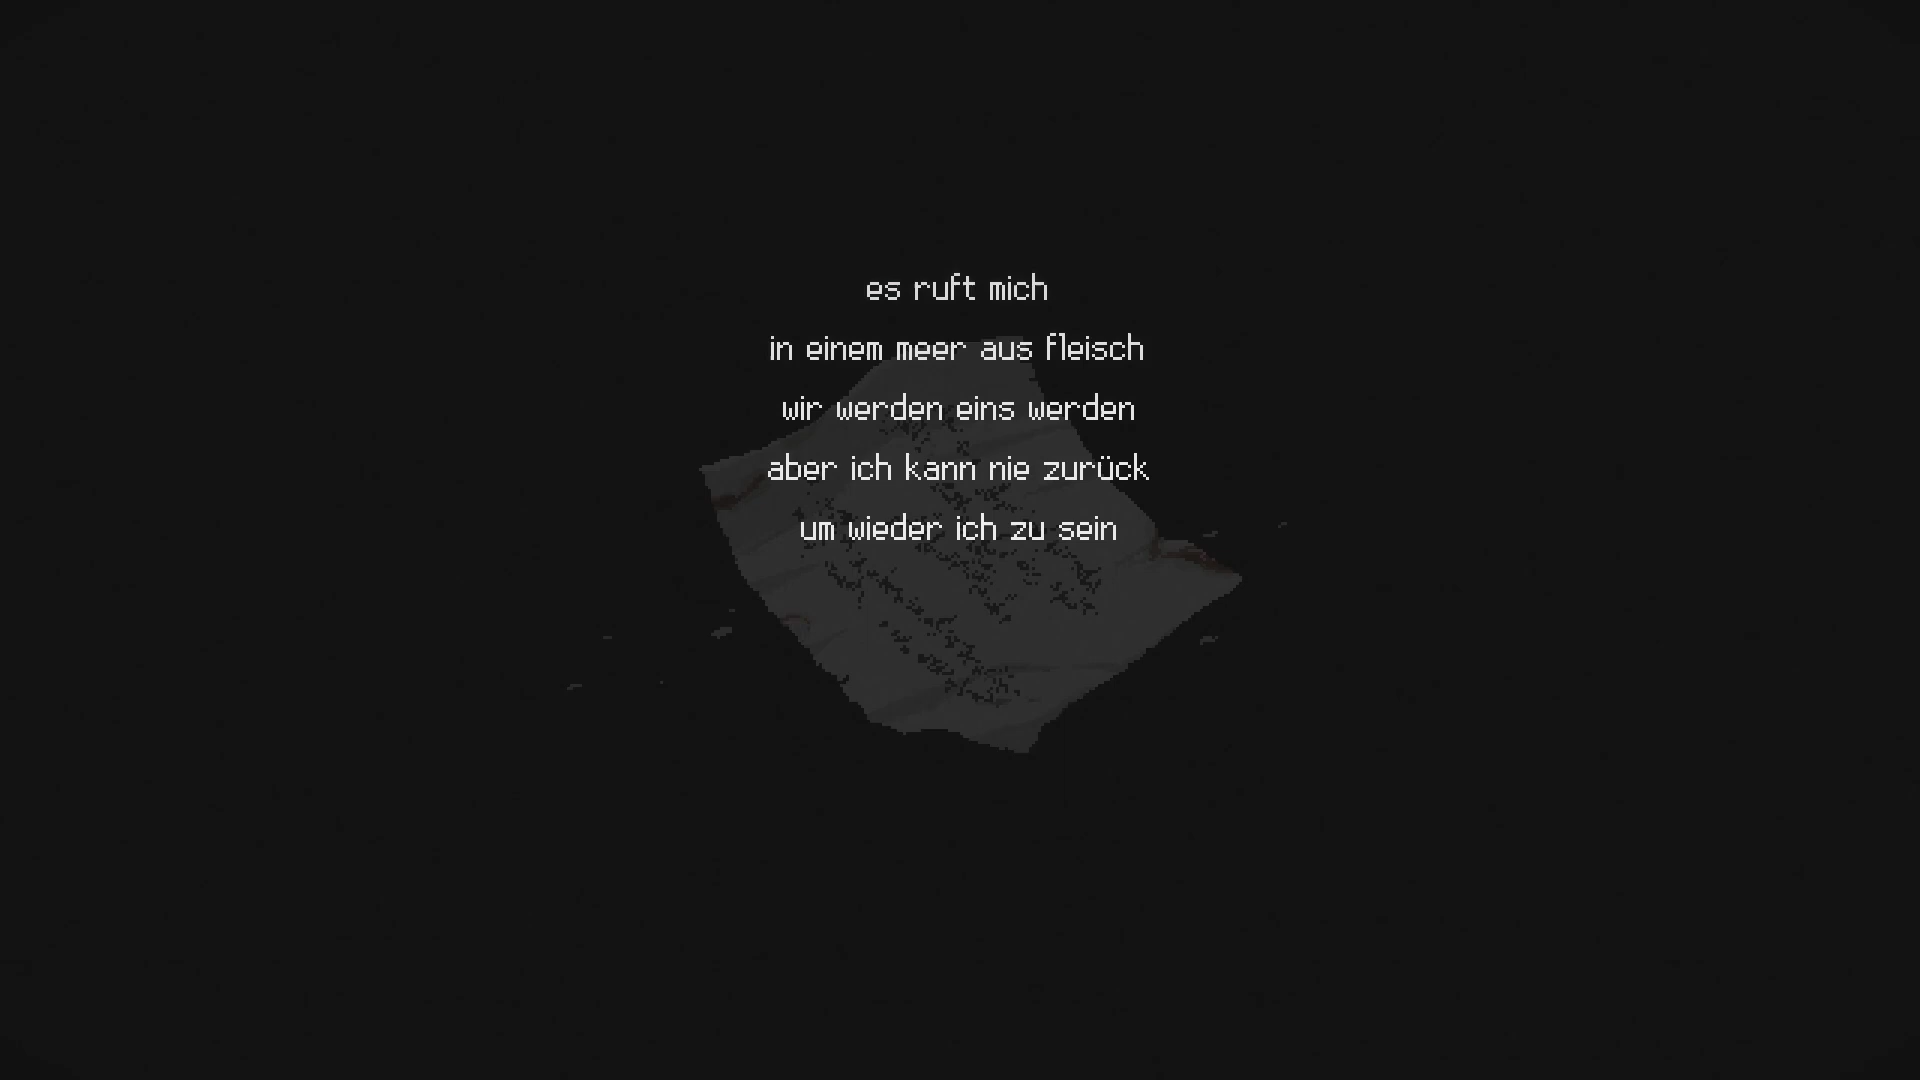 es ruft mich
in einem meer aus fleisch
wir werden eins werden
aber ich kann nie zurück
um wieder ich zu sein